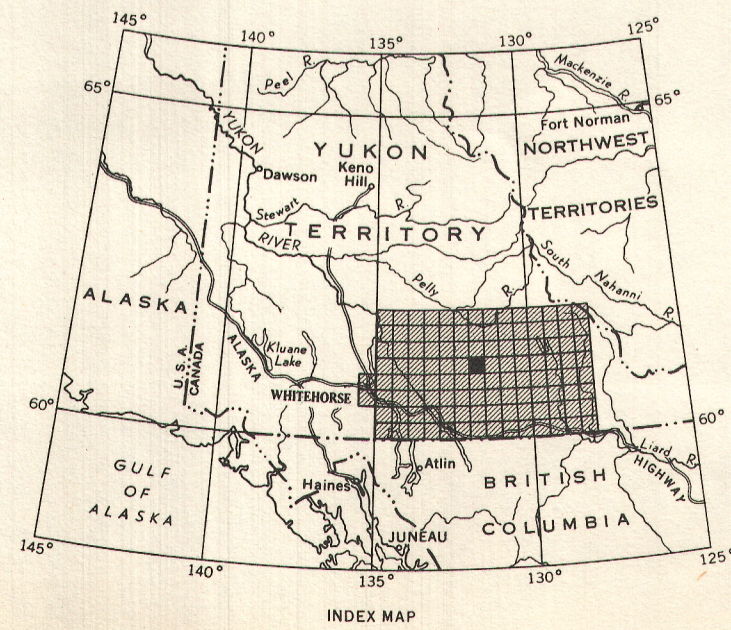 145°
140°
135°
130°
125°
Peel R.
Mackenzie R.
65°
65°
YUKON
Fort Norman
YUKON
NORTHWEST
Keno
Hill
Dawson
Stewart R.
TERRITORIES
TERRITORY
RIVER
South Nahanni R.
Pelly R.
ALASKA
U.S.A.
CANADA
ALASKA
Kluane
Lake
WHITEHORSE
60°
60°
Liard R.
HIGHWAY
Atlin
BRITISH
GULF
OF
ALASKA
Haines
COLUMBIA
JUNEAU
145°
140°
135°
130°
125°
INDEX MAP